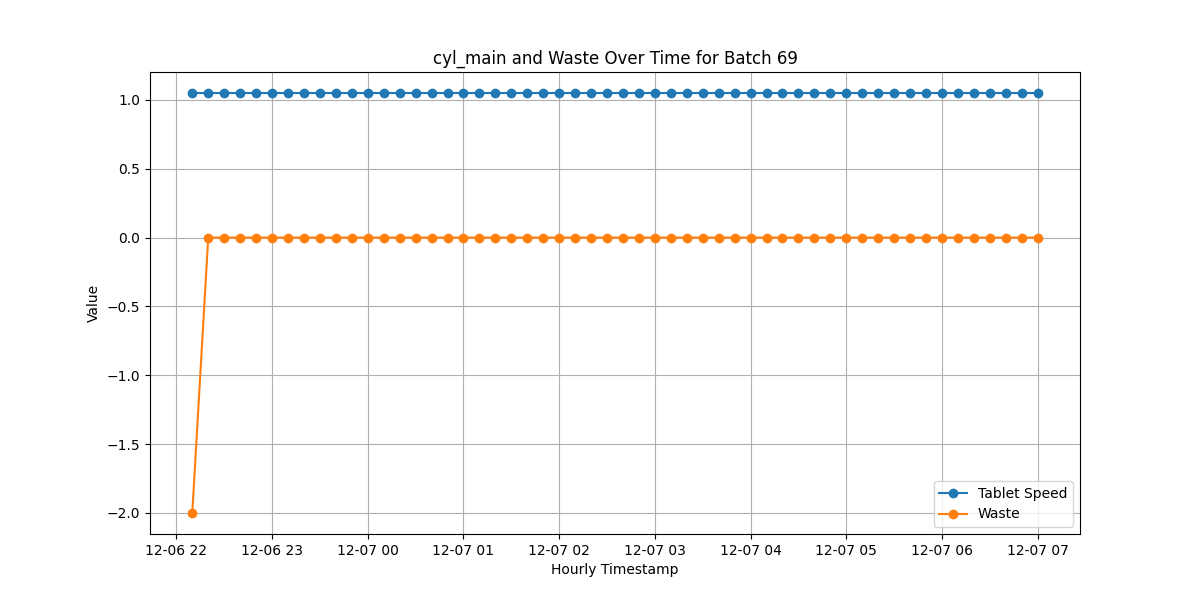 cyl_main and Waste Over Time for Batch 69
1.0
0.5
0.0
−0.5
−1.0
−1.5
−2.0
Value
Tablet Speed
Waste
12-06 22 12-06 23 12-07 00 12-07 01 12-07 02 12-07 03 12-07 04 12-07 05 12-07 06 12-07 07
Hourly Timestamp